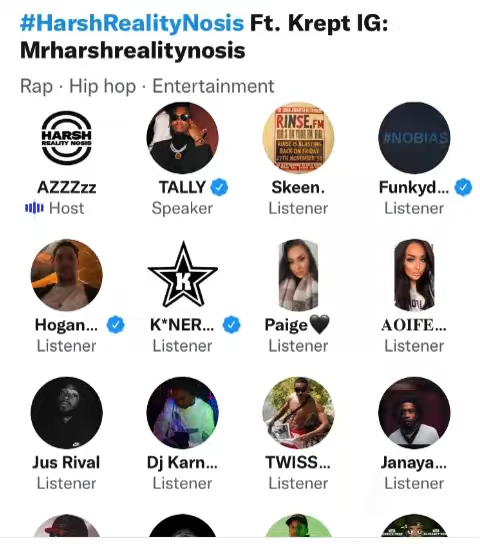 #HarshRealityNosis Ft. Krept IG:
Mrharshrealitynosis
Rap · Hip hop · Entertainment
HARSH
REALITY NOSIS
RINSE.FM
#NOBIAS
AZZZzz
TALLY
Skeen.
Funkyd...
Host
Speaker
Listener
Listener
K
Hogan...
K*NER...
Paige🖤
AOIFE...
Listener
Listener
Listener
Listener
Jus Rival
Dj Karn...
TWISS...
Janaya...
Listener
Listener
Listener
Listener